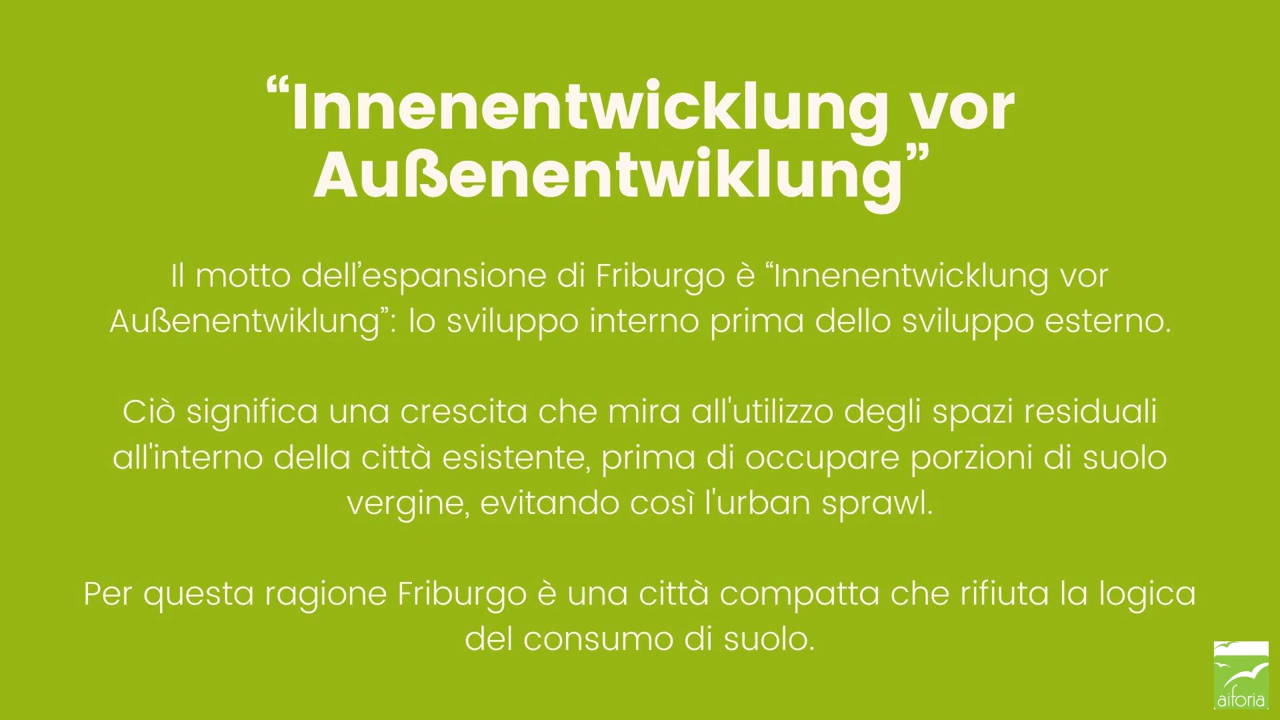 “Innenentwicklung vor
Außenentwiklung”
Il motto dell’espansione di Friburgo è “Innenentwicklung vor
Außenentwiklung”: lo sviluppo interno prima dello sviluppo esterno.
Ciò significa una crescita che mira all'utilizzo degli spazi residuali
all'interno della città esistente, prima di occupare porzioni di suolo
vergine, evitando così l'urban sprawl.
Per questa ragione Friburgo è una città compatta che rifiuta la logica
del consumo di suolo.
aiforia